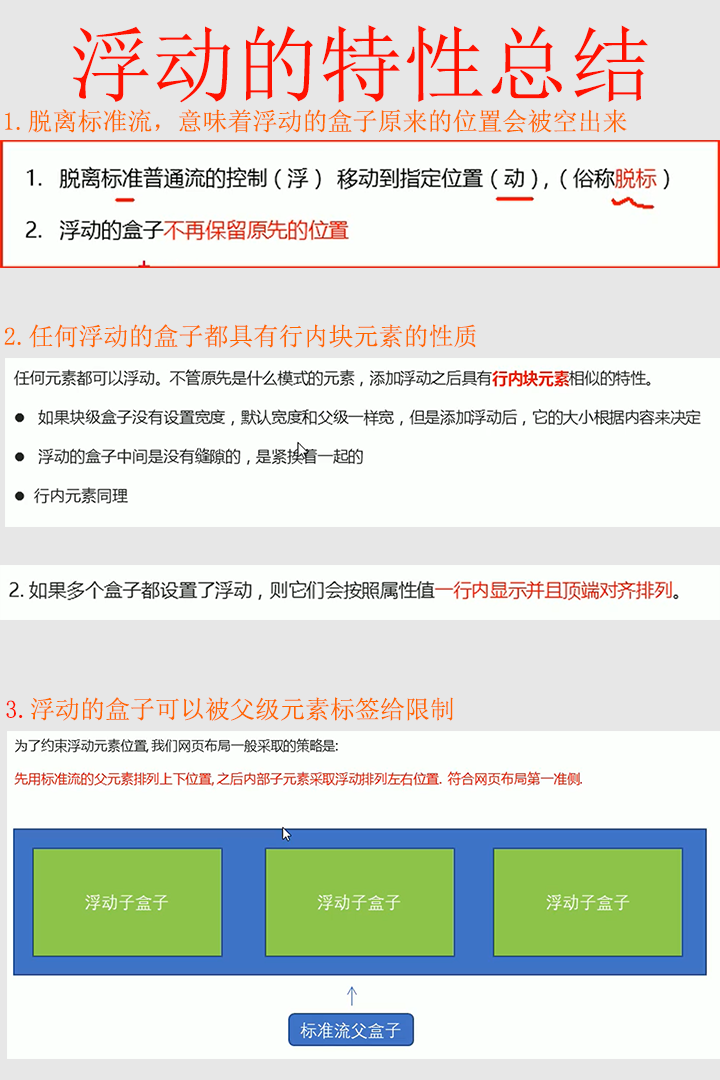 浮动的特性总结
1.脱离标准流，意味着浮动的盒子原来的位置会被空出来
1. 脱离标准普通流的控制（浮） 移动到指定位置（动）,（俗称脱标 ）
2. 浮动的盒子不再保留原先的位置
2.任何浮动的盒子都具有行内块元素的性质
任何元素都可以浮动。不管原先是什么模式的元素，添加浮动之后具有行内块元素相似的特性。
● 如果块级盒子没有设置宽度，默认宽度和父级一样宽，但是添加浮动后，它的大小根据内容来决定
● 浮动的盒子中间是没有缝隙的，是紧挨着一起的
● 行内元素同理
2. 如果多个盒子都设置了浮动，则它们会按照属性值一行内显示并且顶端对齐排列。
3.浮动的盒子可以被父级元素标签给限制
为了约束浮动元素位置, 我们网页布局一般采取的策略是:
先用标准流的父元素排列上下位置, 之后内部子元素采取浮动排列左右位置. 符合网页布局第一准侧.
浮动子盒子 浮动子盒子 浮动子盒子
标准流父盒子